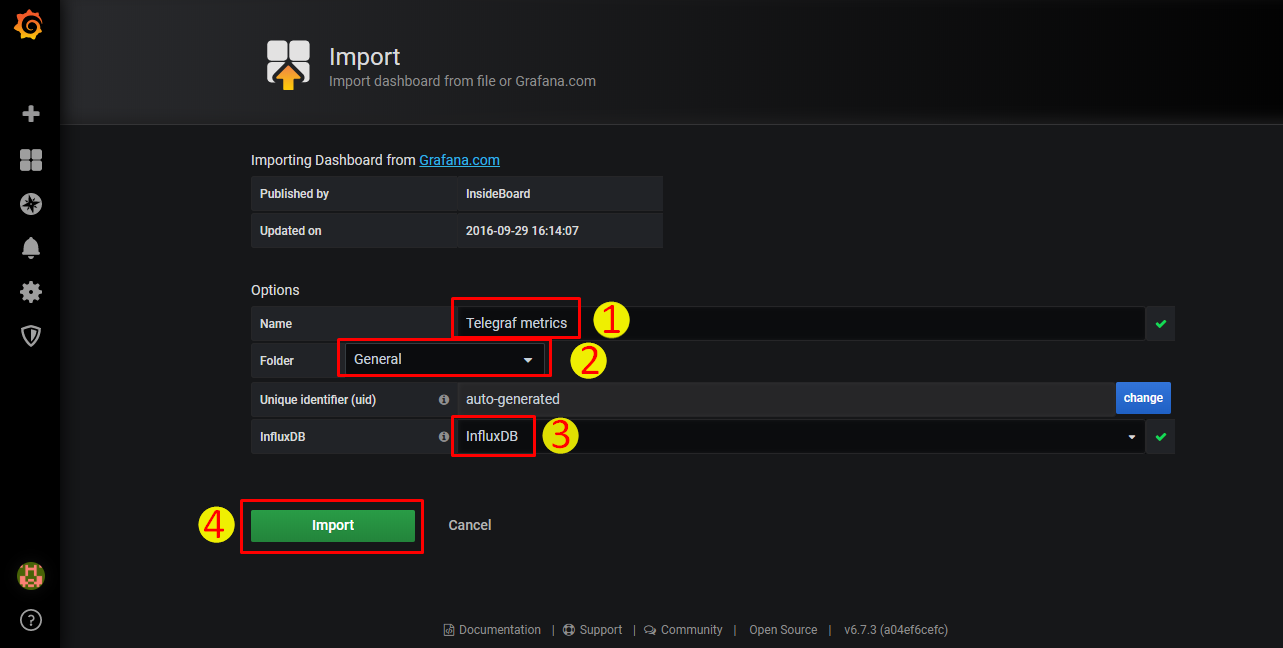 Import
Import dashboard from file or Grafana.com
Importing Dashboard from Grafana.com
Published by InsideBoard
Updated on 2016-09-29 16:14:07
Options
Name Telegraf metrics 1
Folder General 2
Unique identifier (uid) auto-generated change
InfluxDB InfluxDB 3
4 Import Cancel
? Documentation | Support | Community | Open Source | v6.7.3 (a04ef6cefc)